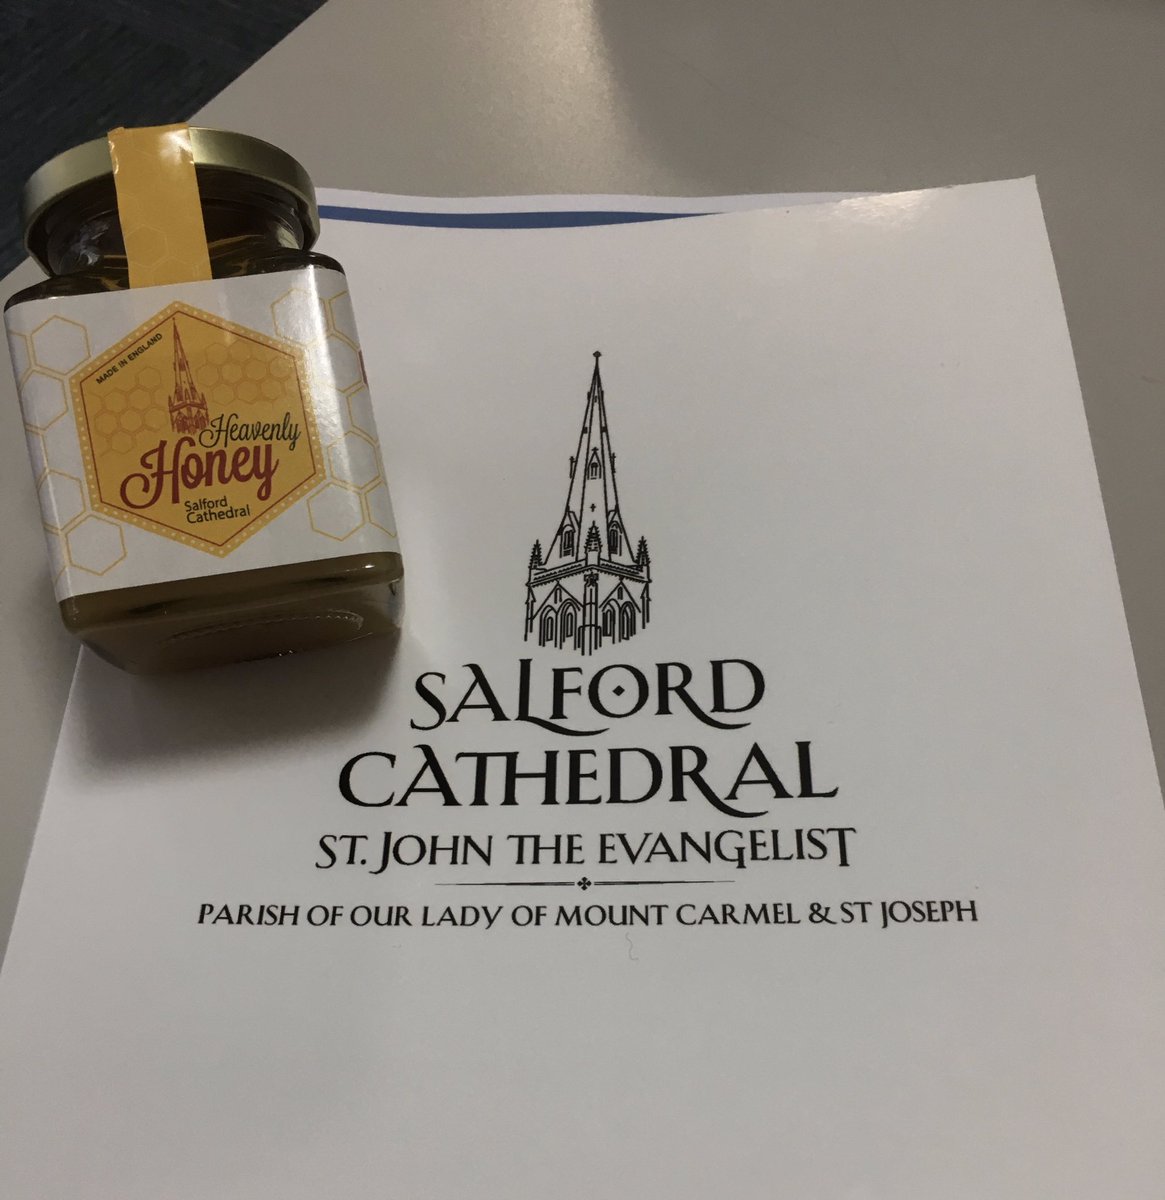 MADE IN ENGLAND
Heavenly
Honey
Salford
Cathedral
SALFORD
CATHEDRAL
ST. JOHN THE EVANGELIST
PARISH OF OUR LADY OF MOUNT CARMEL & ST JOSEPH